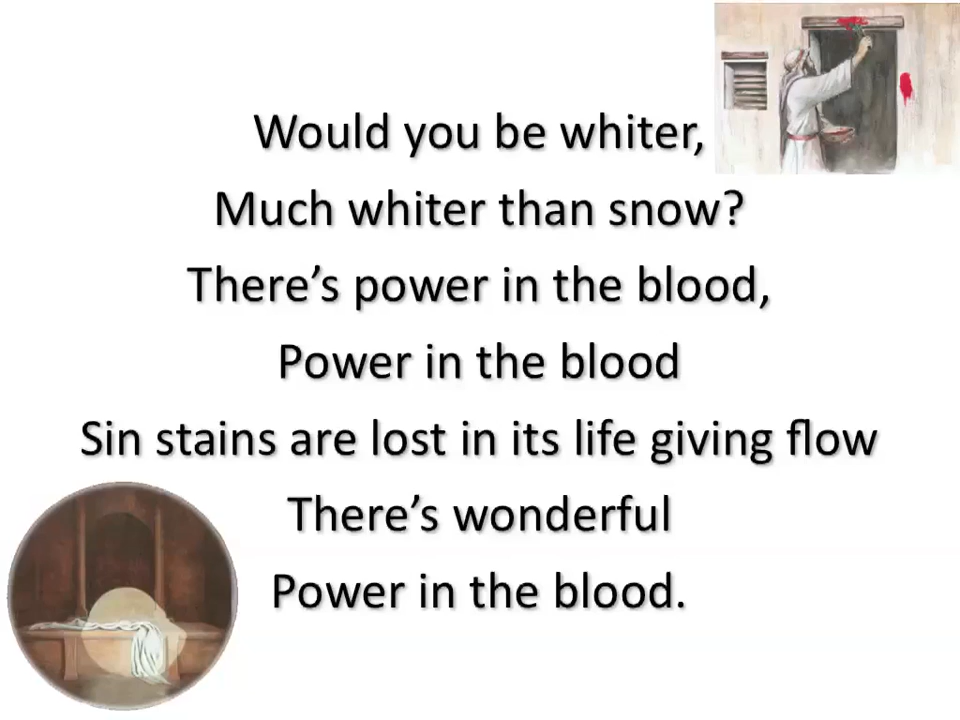 Would you be whiter,
Much whiter than snow?
There’s power in the blood,
Power in the blood
Sin stains are lost in its life giving flow
There’s wonderful
Power in the blood.